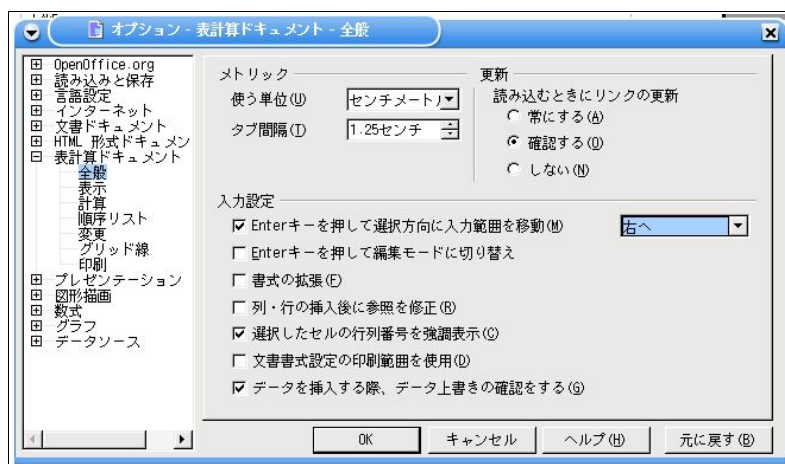 オプション - 表計算ドキュメント - 全般
OpenOffice.org
読み込みと保存
言語設定
インターネット
文書ドキュメント
HTML 形式ドキュメン
表計算ドキュメント
全般
表示
計算
順序リスト
変更
グリッド線
印刷
プレゼンテーション
図形描画
数式
グラフ
データソース
メトリック
使う単位(U) センチメートル
タブ間隔(T) 1.25センチ
更新
読み込むときにリンクの更新
常にする(A)
確認する(O)
しない(N)
入力設定
Enterキーを押して選択方向に入力範囲を移動(M) 右へ
Enterキーを押して編集モードに切り替え
書式の拡張(F)
列・行の挿入後に参照を修正(R)
選択したセルの行列番号を強調表示(C)
文書書式設定の印刷範囲を使用(D)
データを挿入する際、データ上書きの確認をする(G)
OK キャンセル ヘルプ(H) 元に戻す(B)